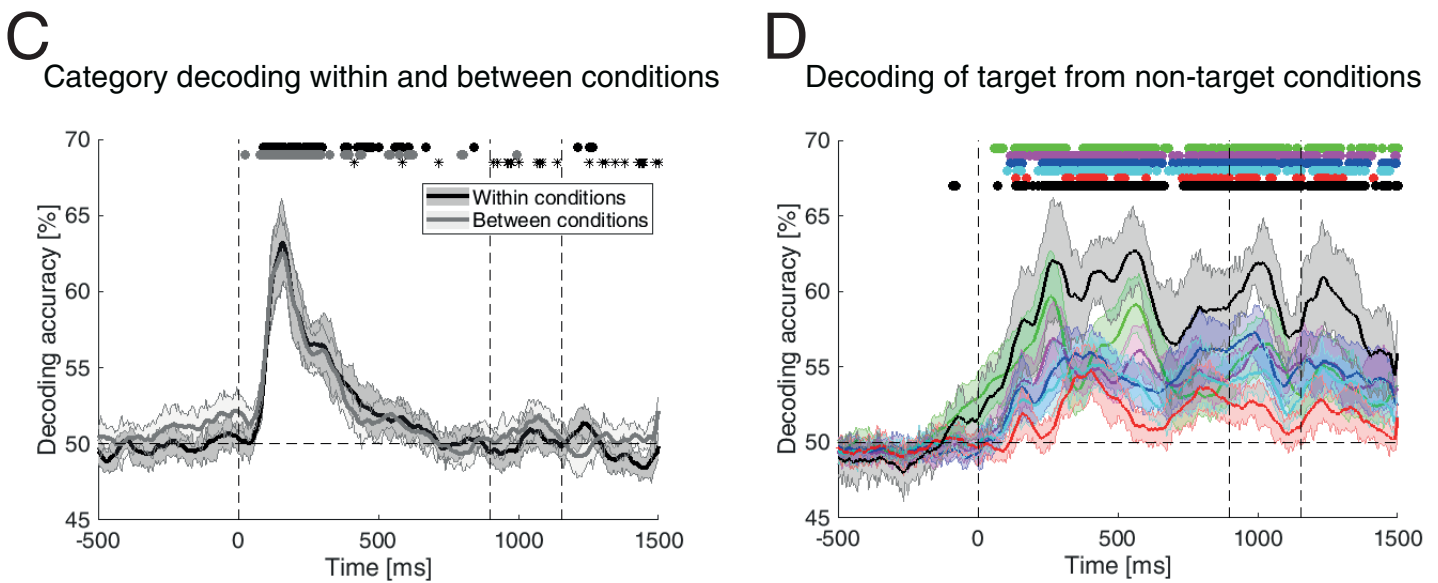 C
Category decoding within and between conditions
70
65
60
55
50
45
Decoding accuracy [%]
Within conditions
Between conditions
-500
0
500
1000
1500
Time [ms]
D
Decoding of target from non-target conditions
70
65
60
55
50
45
Decoding accuracy [%]
-500
0
500
1000
1500
Time [ms]